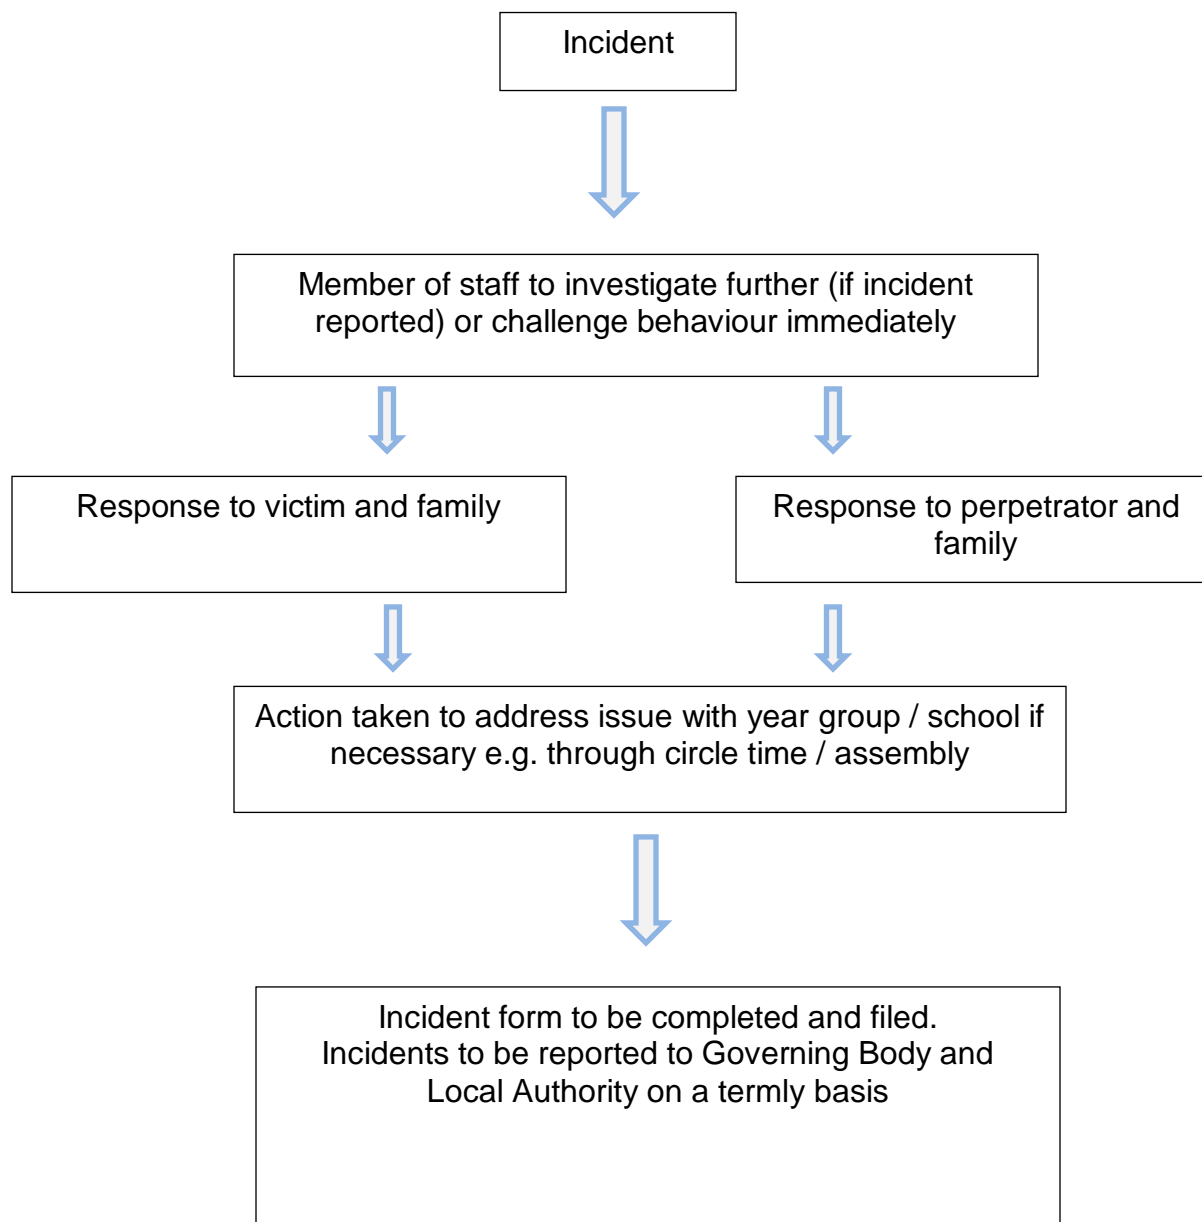 Incident
Member of staff to investigate further (if incident
reported) or challenge behaviour immediately
Response to victim and family
Response to perpetrator and
family
Action taken to address issue with year group / school if
necessary e.g. through circle time / assembly
Incident form to be completed and filed.
Incidents to be reported to Governing Body and
Local Authority on a termly basis